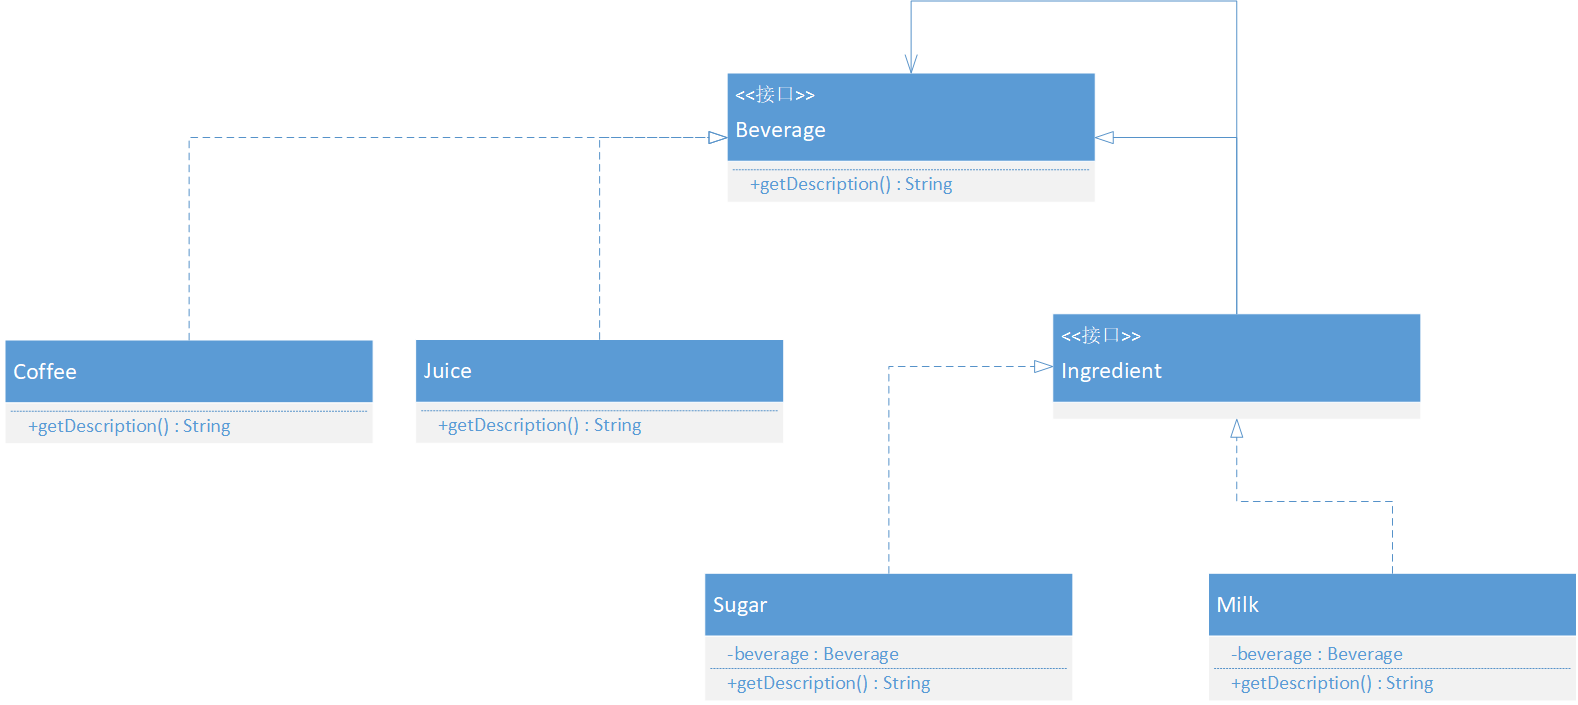 <<接口>>
Beverage
+getDescription() : String
<<接口>>
Ingredient
Coffee
+getDescription() : String
Juice
+getDescription() : String
Sugar
-beverage : Beverage
+getDescription() : String
Milk
-beverage : Beverage
+getDescription() : String